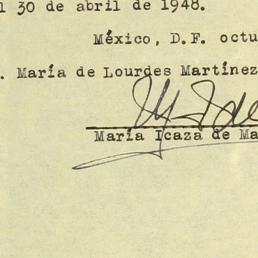 l 30 de abril de 1948.
México, D.F. octu
. María de Lourdes Martínez
María Icaza de Ma